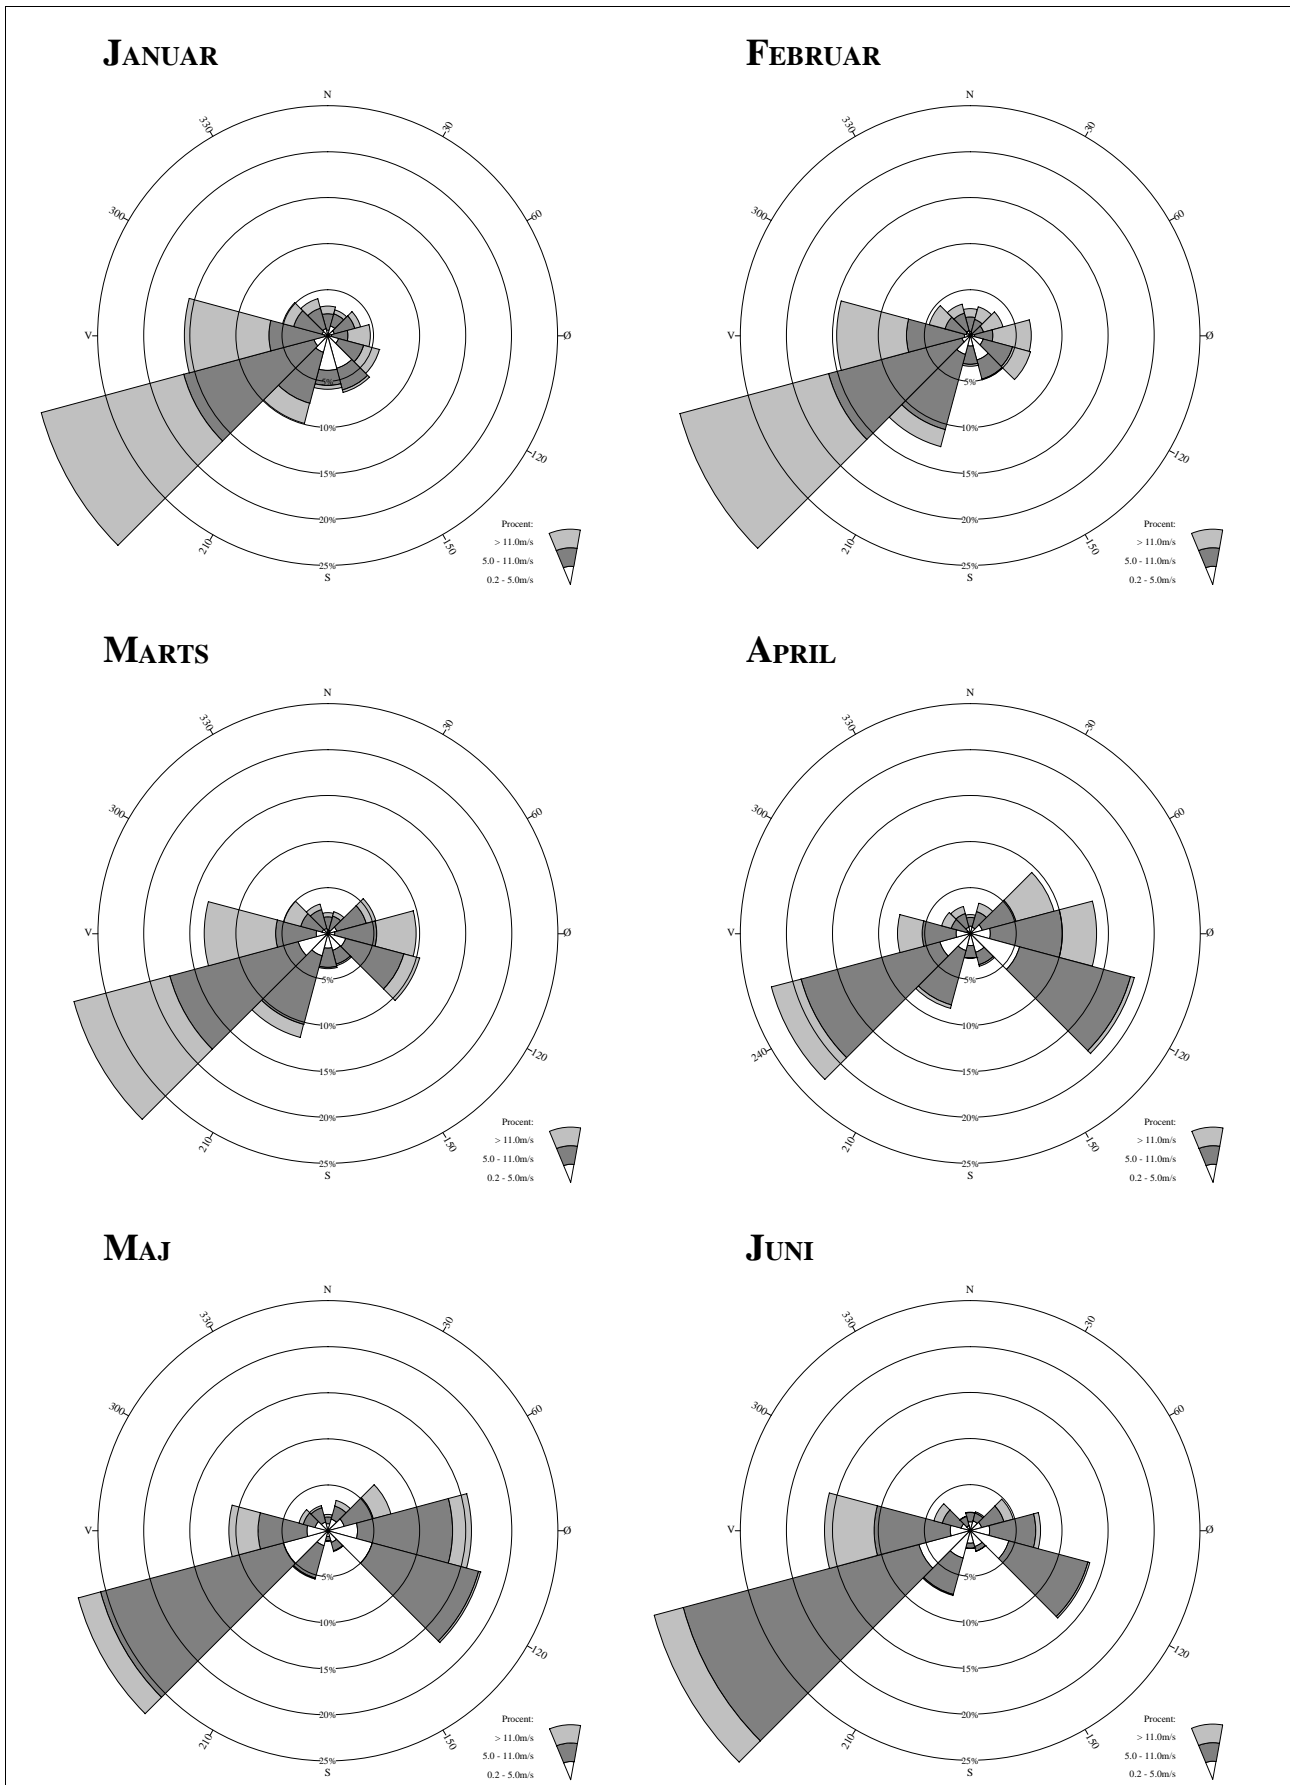 JANUAR
N
330
30
300
60
V
Ø
5%
10%
120
15%
20%
210
150
25%
S
Procent:
> 11.0m/s
5.0 - 11.0m/s
0.2 - 5.0m/s
FEBRUAR
N
330
30
300
60
V
Ø
5%
10%
120
15%
20%
210
150
25%
S
Procent:
> 11.0m/s
5.0 - 11.0m/s
0.2 - 5.0m/s
MARTS
N
330
30
300
60
V
Ø
5%
10%
120
15%
20%
210
150
25%
S
Procent:
> 11.0m/s
5.0 - 11.0m/s
0.2 - 5.0m/s
APRIL
N
330
30
300
60
V
Ø
5%
10%
240
120
15%
20%
210
150
25%
S
Procent:
> 11.0m/s
5.0 - 11.0m/s
0.2 - 5.0m/s
MAJ
N
330
30
300
60
V
Ø
5%
10%
120
15%
20%
210
150
25%
S
Procent:
> 11.0m/s
5.0 - 11.0m/s
0.2 - 5.0m/s
JUNI
N
330
30
300
60
V
Ø
5%
10%
120
15%
20%
210
150
25%
S
Procent:
> 11.0m/s
5.0 - 11.0m/s
0.2 - 5.0m/s